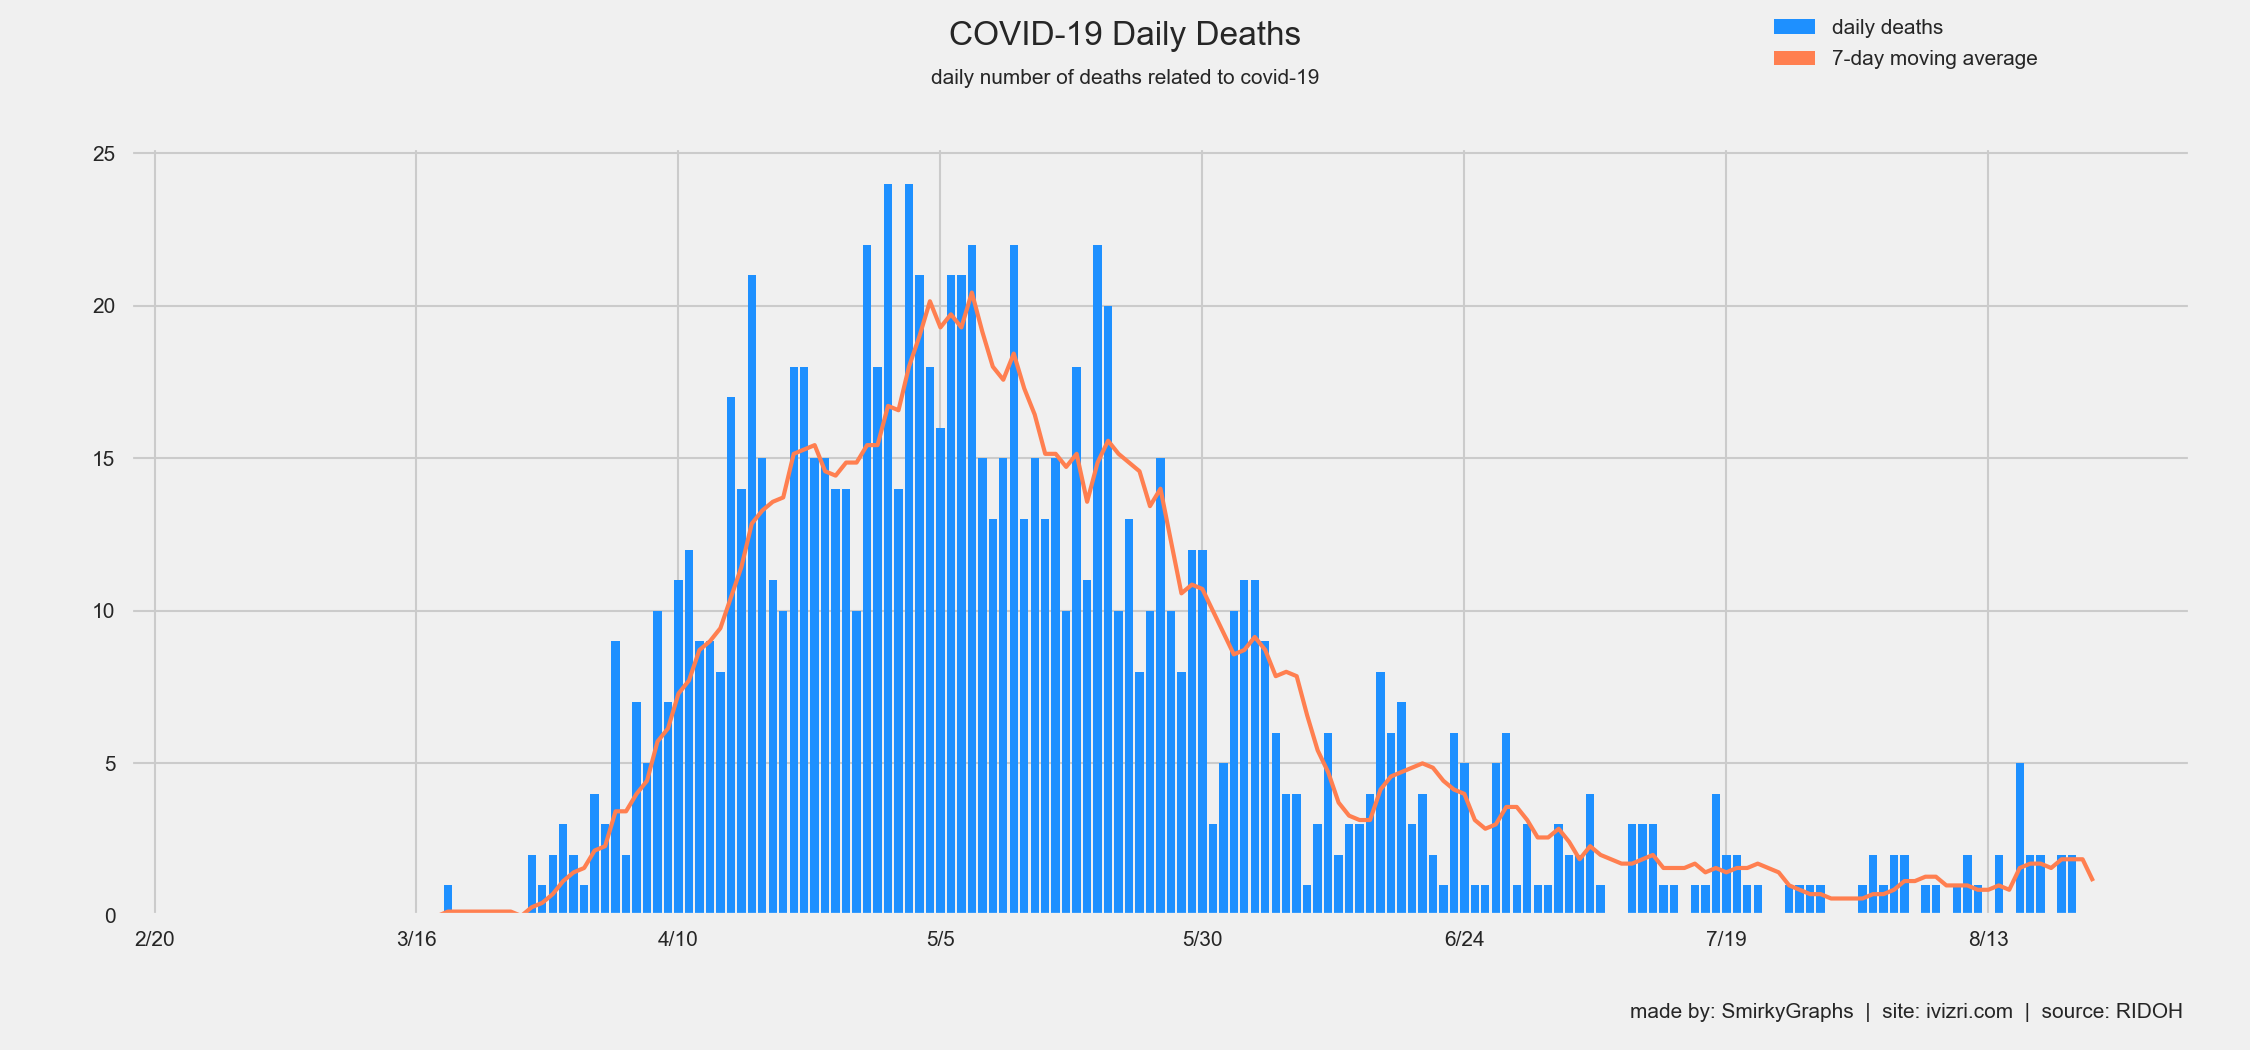 COVID-19 Daily Deaths
daily number of deaths related to covid-19
daily deaths
7-day moving average
25
20
15
10
5
0
2/20 3/16 4/10 5/5 5/30 6/24 7/19 8/13
made by: SmirkyGraphs | site: ivizri.com | source: RIDOH